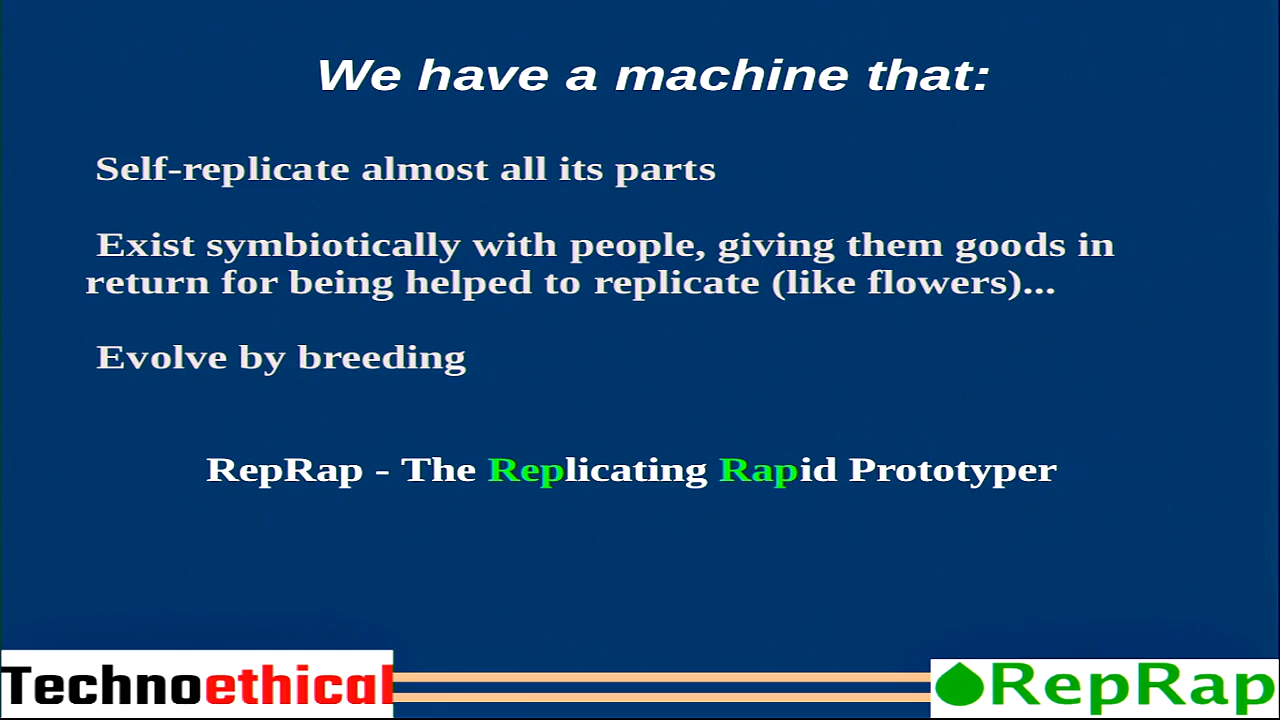 We have a machine that:
Self-replicate almost all its parts
Exist symbiotically with people, giving them goods in
return for being helped to replicate (like flowers)...
Evolve by breeding
RepRap - The Replicating Rapid Prototyper
Technoethical
RepRap